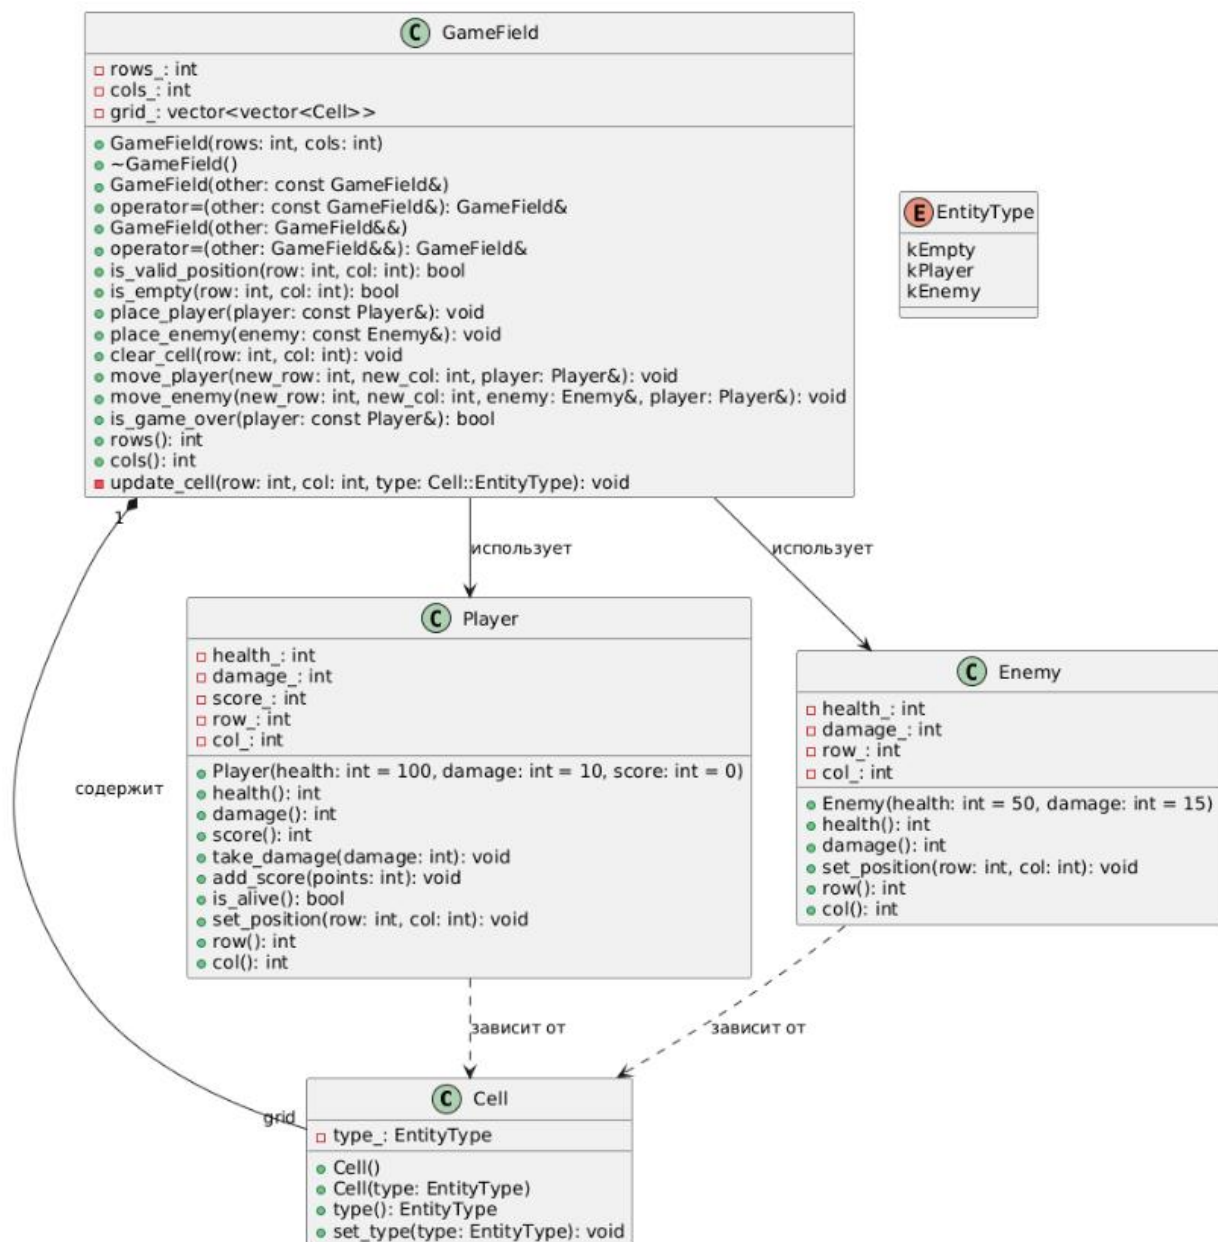 C GameField
rows_: int
cols_: int
grid_: vector<vector<Cell>>
GameField(rows: int, cols: int)
~GameField()
GameField(other: const GameField&)
operator=(other: const GameField&): GameField&
GameField(other: GameField&&)
operator=(other: GameField&&): GameField&
is_valid_position(row: int, col: int): bool
is_empty(row: int, col: int): bool
place_player(player: const Player&): void
place_enemy(enemy: const Enemy&): void
clear_cell(row: int, col: int): void
move_player(new_row: int, new_col: int, player: Player&): void
move_enemy(new_row: int, new_col: int, enemy: Enemy&, player: Player&): void
is_game_over(player: const Player&): bool
rows(): int
cols(): int
update_cell(row: int, col: int, type: Cell::EntityType): void
E EntityType
kEmpty
kPlayer
kEnemy
1
использует
использует
C Player
health_: int
damage_: int
score_: int
row_: int
col_: int
Player(health: int = 100, damage: int = 10, score: int = 0)
health(): int
damage(): int
score(): int
take_damage(damage: int): void
add_score(points: int): void
is_alive(): bool
set_position(row: int, col: int): void
row(): int
col(): int
C Enemy
health_: int
damage_: int
row_: int
col_: int
Enemy(health: int = 50, damage: int = 15)
health(): int
damage(): int
set_position(row: int, col: int): void
row(): int
col(): int
содержит
зависит от
зависит от
grid
C Cell
type_: EntityType
Cell()
Cell(type: EntityType)
type(): EntityType
set_type(type: EntityType): void